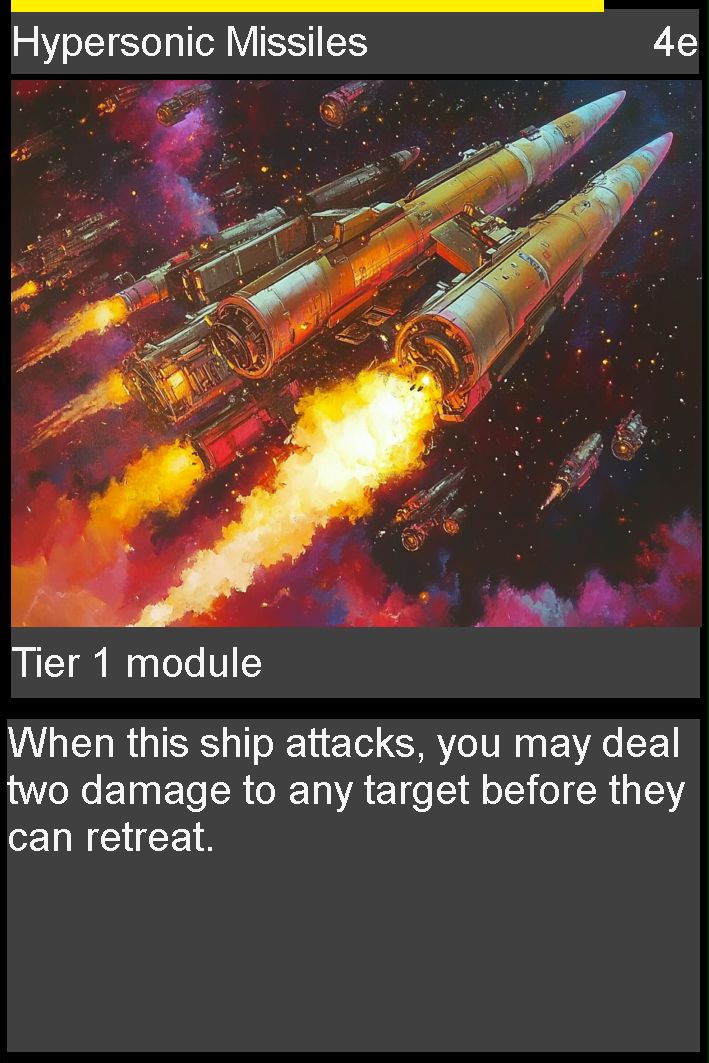 Hypersonic Missiles 4e
Tier 1 module
When this ship attacks, you may deal
two damage to any target before they
can retreat.